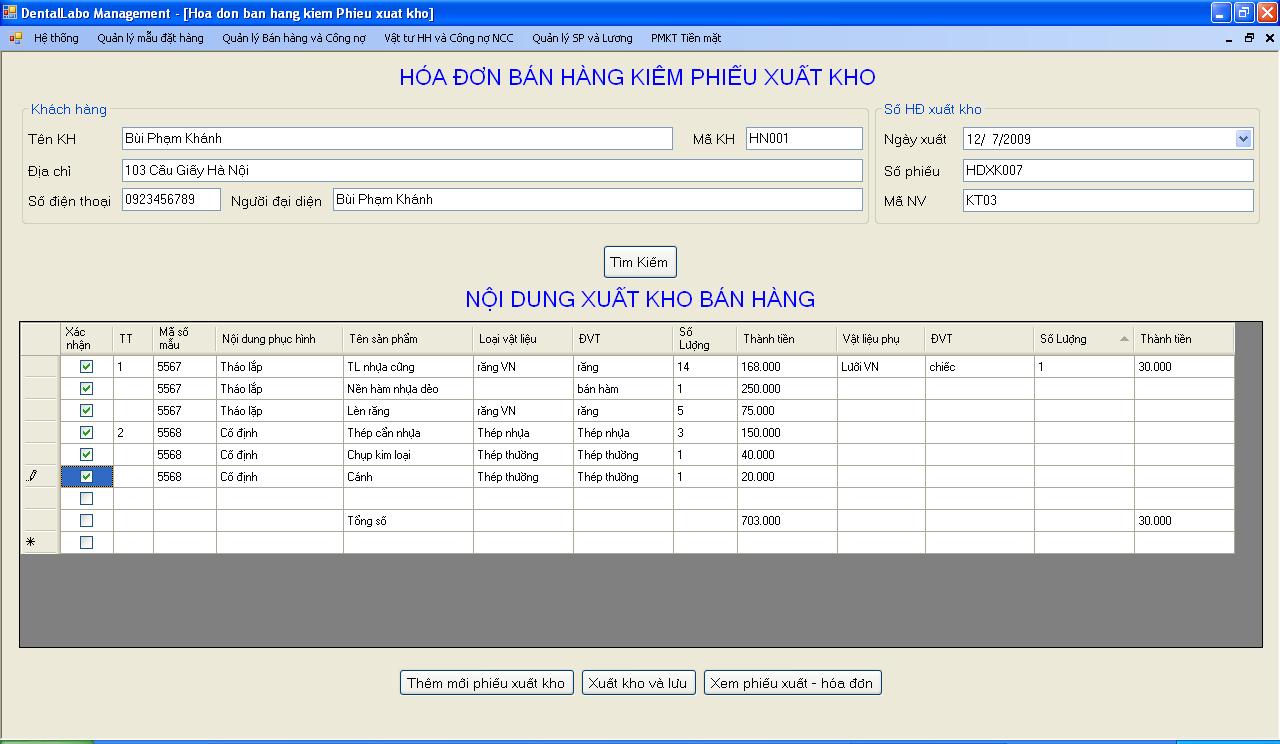 DentalLabo Management - [Hoa don ban hang kiem Phieu xuat kho]
Hệ thống Quản lý mẫu đặt hàng Quản lý Bán hàng và Công nợ Vật tư HH và Công nợ NCC Quản lý SP và Lương PMKT Tiền mặt
HÓA ĐƠN BÁN HÀNG KIÊM PHIẾU XUẤT KHO
Khách hàng
Tên KH Bùi Phạm Khánh Mã KH HN001
Địa chỉ 103 Cầu Giấy Hà Nội
Số điện thoại 0923456789 Người đại diện Bùi Phạm Khánh
Số HĐ xuất kho
Ngày xuất 12/ 7/2009
Số phiếu HDXK007
Mã NV KT03
Tìm Kiếm
NỘI DUNG XUẤT KHO BÁN HÀNG
Xác nhận TT Mã số mẫu Nội dung phục hình Tên sản phẩm Loại vật liệu ĐVT Số Lượng Thành tiền Vật liệu phụ ĐVT Số Lượng Thành tiền
1 5567 Tháo lắp TL nhựa cũng răng VN răng 14 168.000 Lưỡi VN chiếc 1 30.000
5567 Tháo lắp Nền hàm nhựa dẻo bán hàm 1 250.000
5567 Tháo lặp Lên răng răng VN răng 5 75.000
2 5568 Cố định Thép cẩn nhựa Thép nhựa Thép nhựa 3 150.000
5568 Cố định Chụp kim loại Thép thường Thép thường 1 40.000
5568 Cố định Cánh Thép thường Thép thường 1 20.000
Tổng số 703.000 30.000
Thêm mới phiếu xuất kho Xuất kho và lưu Xem phiếu xuất - hóa đơn